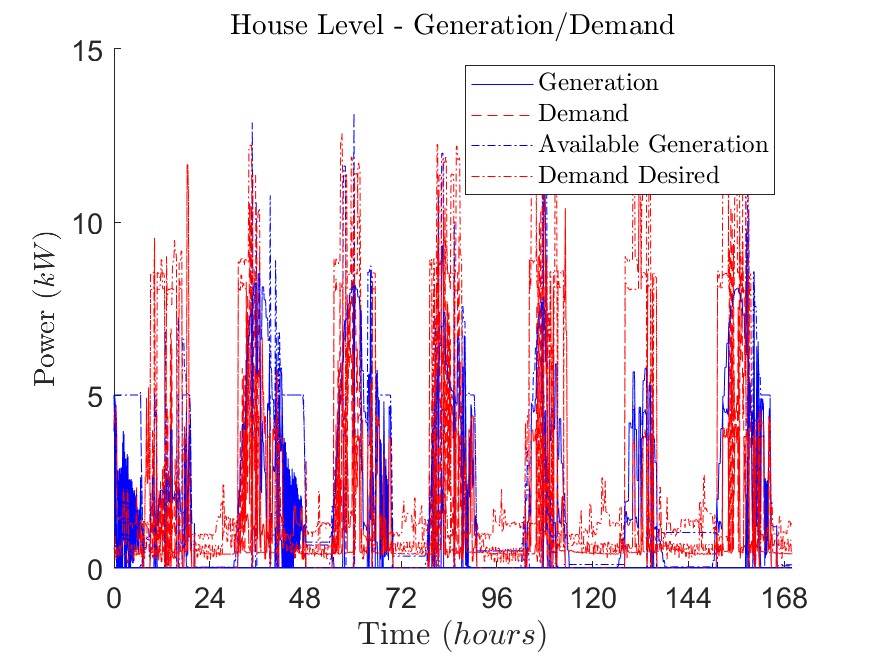 House Level - Generation/Demand
15
10
5
0
Power (kW)
Generation
Demand
Available Generation
Demand Desired
0 24 48 72 96 120 144 168
Time (hours)